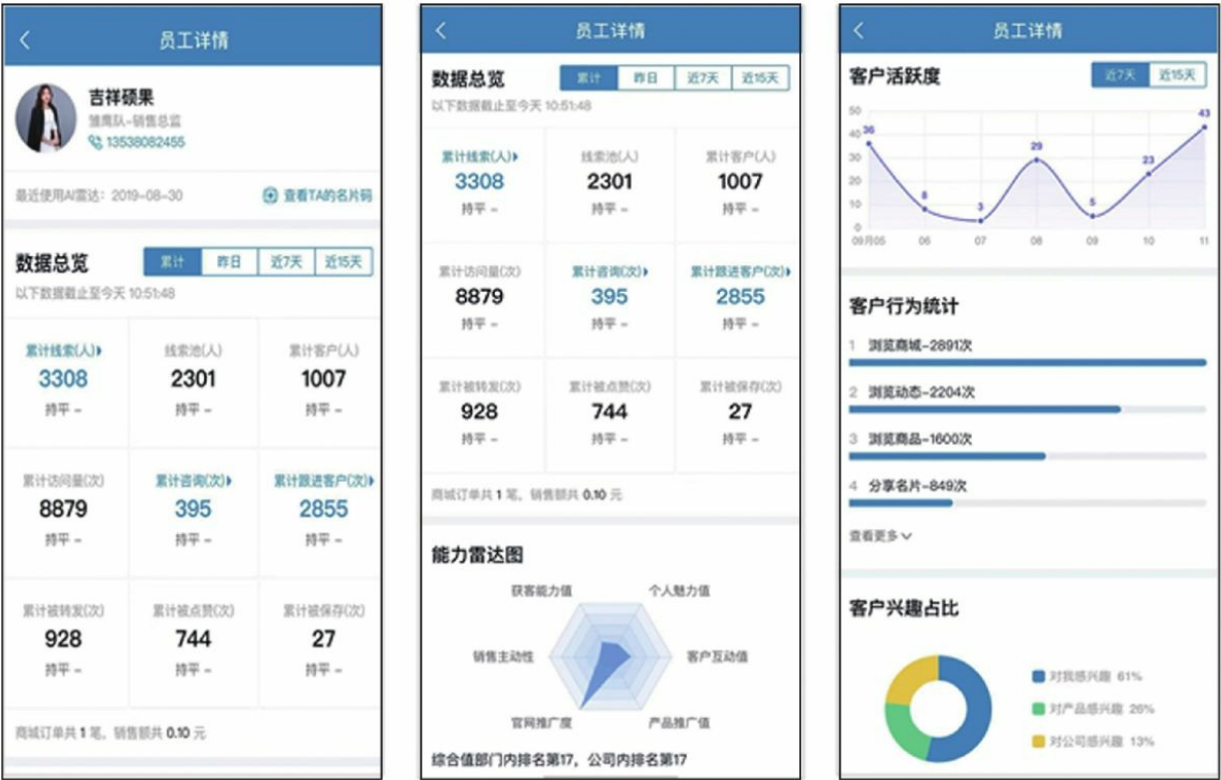 员工详情
吉祥硕果
雏鹰队-销售总监
13538082455
最近使用AI雷达：2019-08-30 查看TA的名片码
数据总览 累计 昨日 近7天 近15天
以下数据截止至今天 10:51:48
累计线索(人) 线索池(人) 累计客户(人)
3308 2301 1007
持平 - 持平 - 持平 -
累计访问量(次) 累计咨询(次) 累计跟进客户(次)
8879 395 2855
持平 - 持平 - 持平 -
累计被转发(次) 累计被点赞(次) 累计被保存(次)
928 744 27
持平 - 持平 - 持平 -
商城订单共 1 笔，销售额共 0.10 元
员工详情
数据总览 累计 昨日 近7天 近15天
以下数据截止至今天 10:51:48
累计线索(人) 线索池(人) 累计客户(人)
3308 2301 1007
持平 - 持平 - 持平 -
累计访问量(次) 累计咨询(次) 累计跟进客户(次)
8879 395 2855
持平 - 持平 - 持平 -
累计被转发(次) 累计被点赞(次) 累计被保存(次)
928 744 27
持平 - 持平 - 持平 -
商城订单共 1 笔，销售额共 0.10 元
能力雷达图
获客能力值 个人魅力值
销售主动性 客户互动值
官网推广度 产品推广值
综合值部门内排名第17，公司内排名第17
员工详情
客户活跃度 近7天 近15天
50
40
30
20
10
0
36 8 3 29 5 23 43
09月05 06 07 08 09 10 11
客户行为统计
1 浏览商城-2891次
2 浏览动态-2204次
3 浏览商品-1600次
4 分享名片-849次
查看更多
客户兴趣占比
对我感兴趣 61%
对产品感兴趣 26%
对公司感兴趣 13%